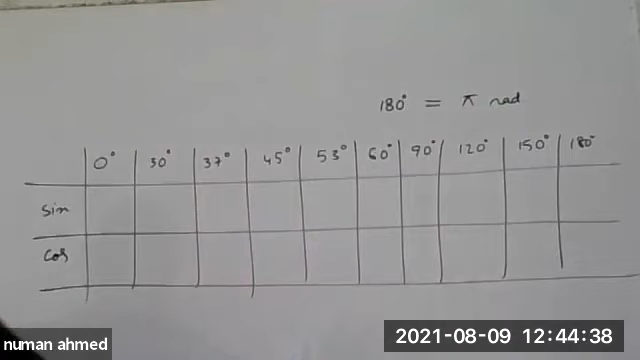 180° = π rad
0° 30° 37° 45° 53° 60° 90° 120° 150° 180°
sin
cos
numan ahmed
2021-08-09 12:44:38